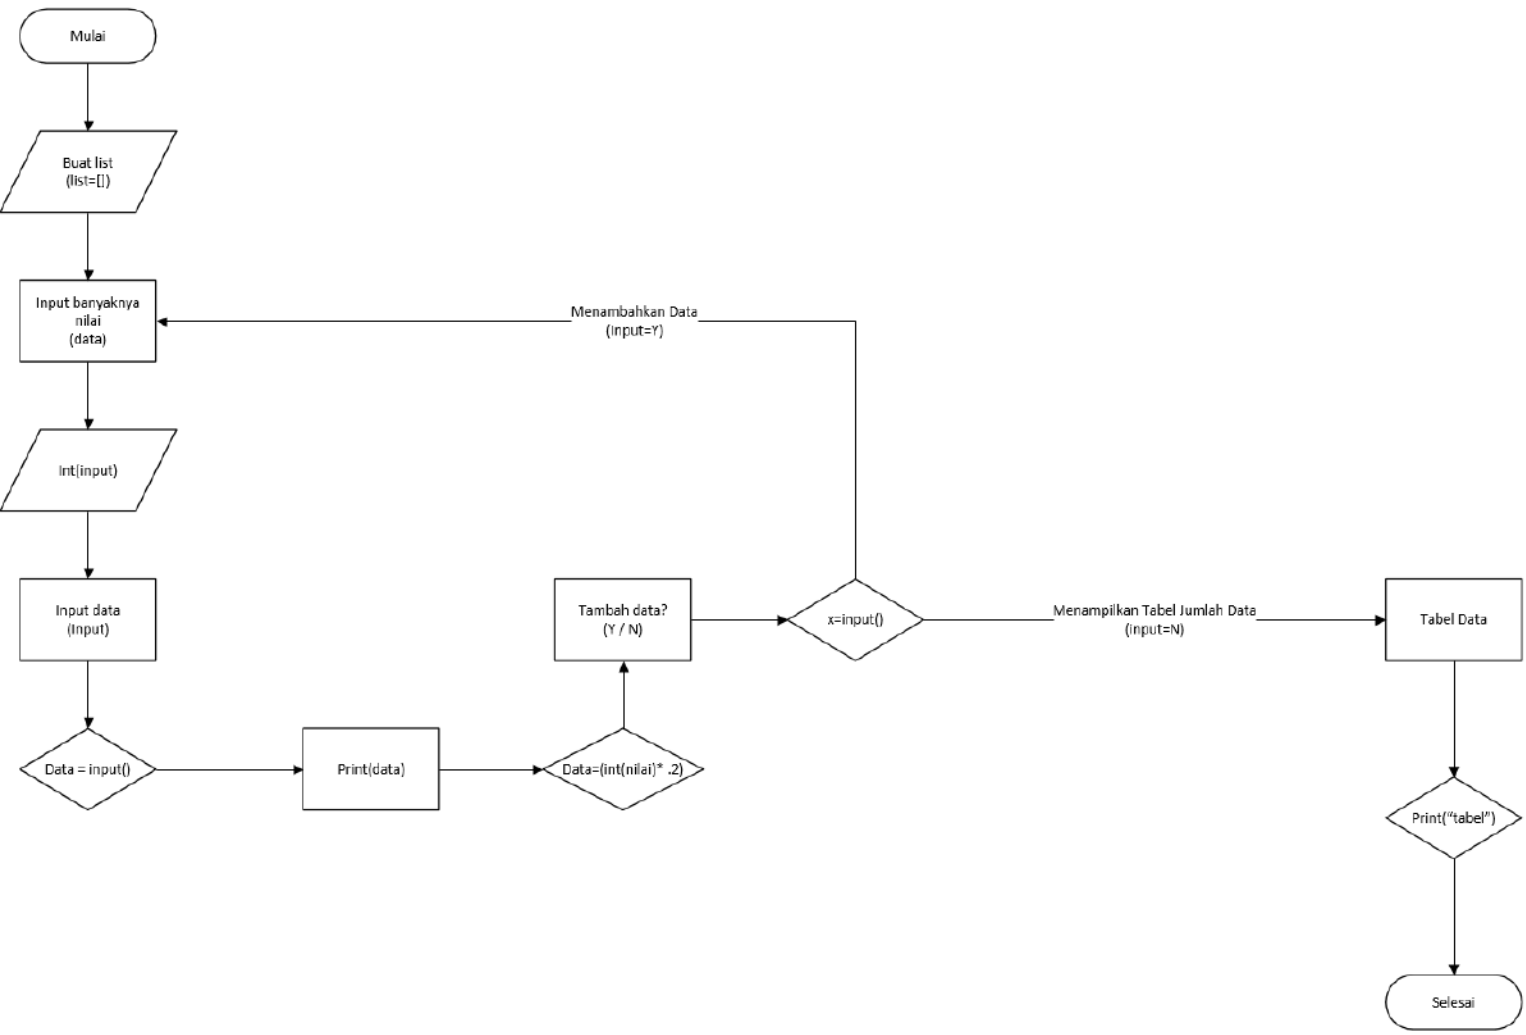 Mulai
Buat list
(list=[])
Input banyaknya
nilai
(data)
Menambahkan Data
(input=Y)
Int(input)
Input data
(Input)
Data = input()
Print(data)
Data=(int(nilai)* .2)
Tambah data?
(Y / N)
x=input()
Menampilkan Tabel Jumlah Data
(input=N)
Tabel Data
Print(“tabel”)
Selesai